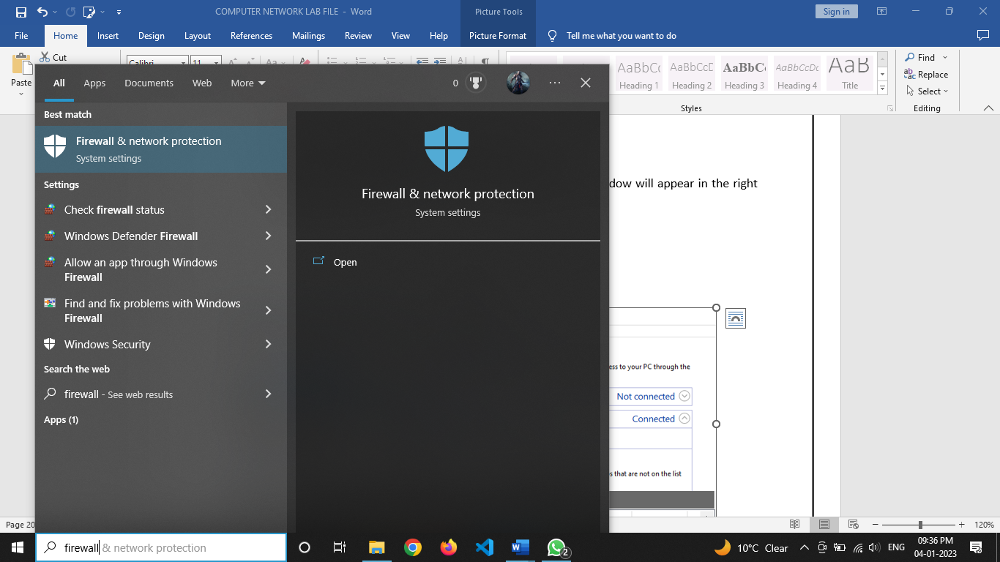 COMPUTER NETWORK LAB FILE - Word
Picture Tools
Sign in
File Home Insert Design Layout References Mailings Review View Help Picture Format Tell me what you want to do
Cut
Paste
Calibri 11
AaBbCc AaBbCcD AaBbCc AaBbCcDc AaB
Heading 1 Heading 2 Heading 3 Heading 4 Title
Styles
Find
Replace
Select
Editing
All Apps Documents Web More 0
Best match
Firewall & network protection
System settings
Settings
Check firewall status
Windows Defender Firewall
Allow an app through Windows
Firewall
Find and fix problems with Windows
Firewall
Windows Security
Search the web
firewall - See web results
Apps (1)
Firewall & network protection
System settings
Open
dow will appear in the right
ess to your PC through the
Not connected
Connected
s that are not on the list
Page 20
120%
firewall & network protection
2
10°C Clear
ENG
09:36 PM
04-01-2023